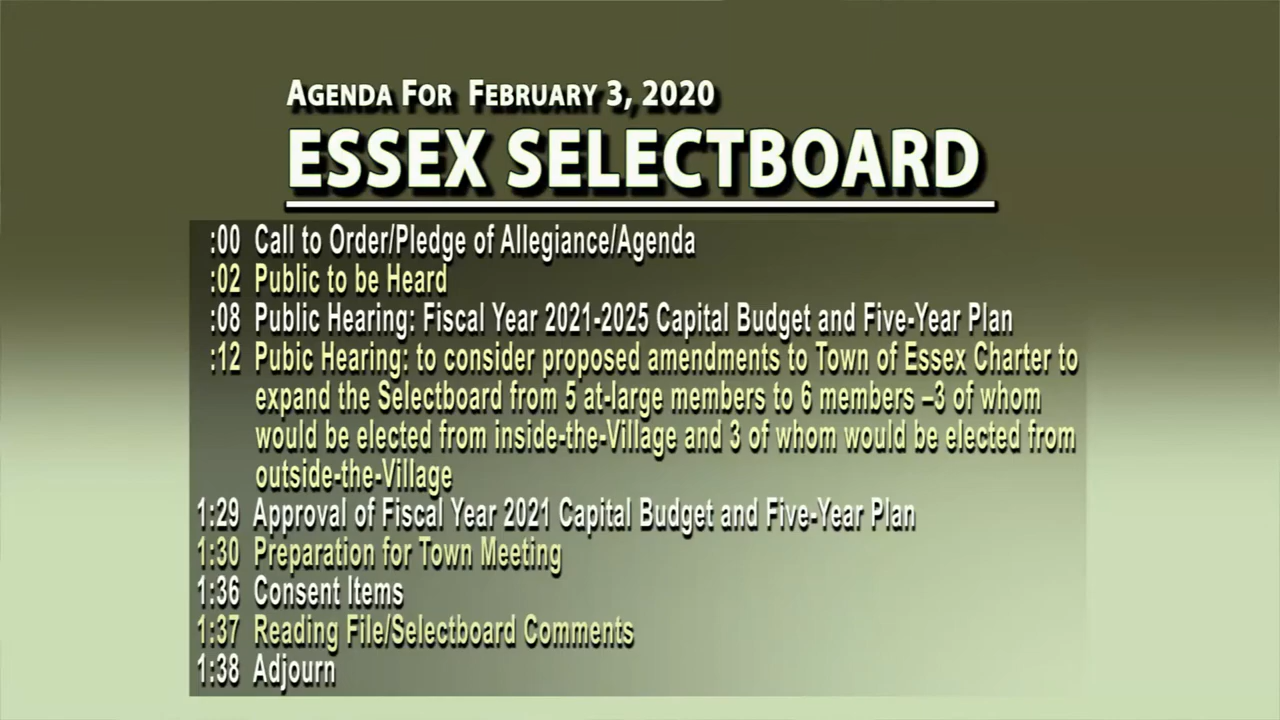 AGENDA FOR FEBRUARY 3, 2020
ESSEX SELECTBOARD
:00 Call to Order/Pledge of Allegiance/Agenda
:02 Public to be Heard
:08 Public Hearing: Fiscal Year 2021-2025 Capital Budget and Five-Year Plan
:12 Pubic Hearing: to consider proposed amendments to Town of Essex Charter to
expand the Selectboard from 5 at-large members to 6 members –3 of whom
would be elected from inside-the-Village and 3 of whom would be elected from
outside-the-Village
1:29 Approval of Fiscal Year 2021 Capital Budget and Five-Year Plan
1:30 Preparation for Town Meeting
1:36 Consent Items
1:37 Reading File/Selectboard Comments
1:38 Adjourn